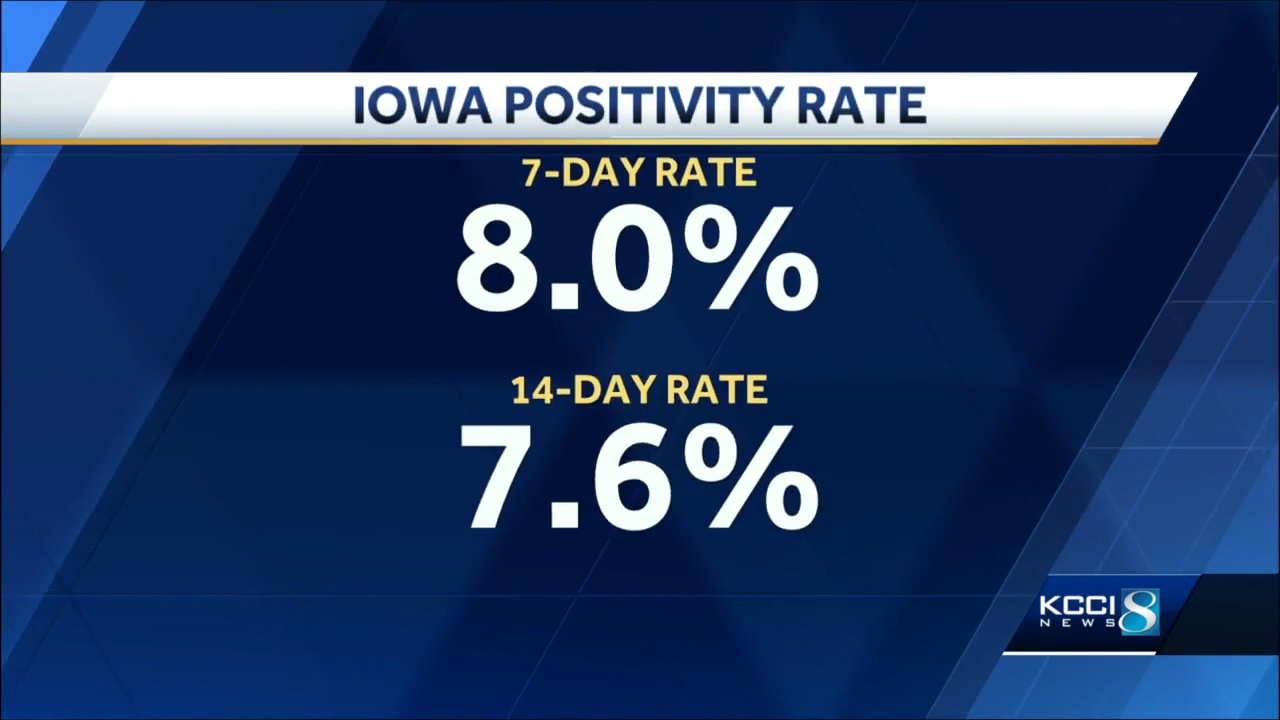 IOWA POSITIVITY RATE
7-DAY RATE
8.0%
14-DAY RATE
7.6%
KCCI 8
NEWS